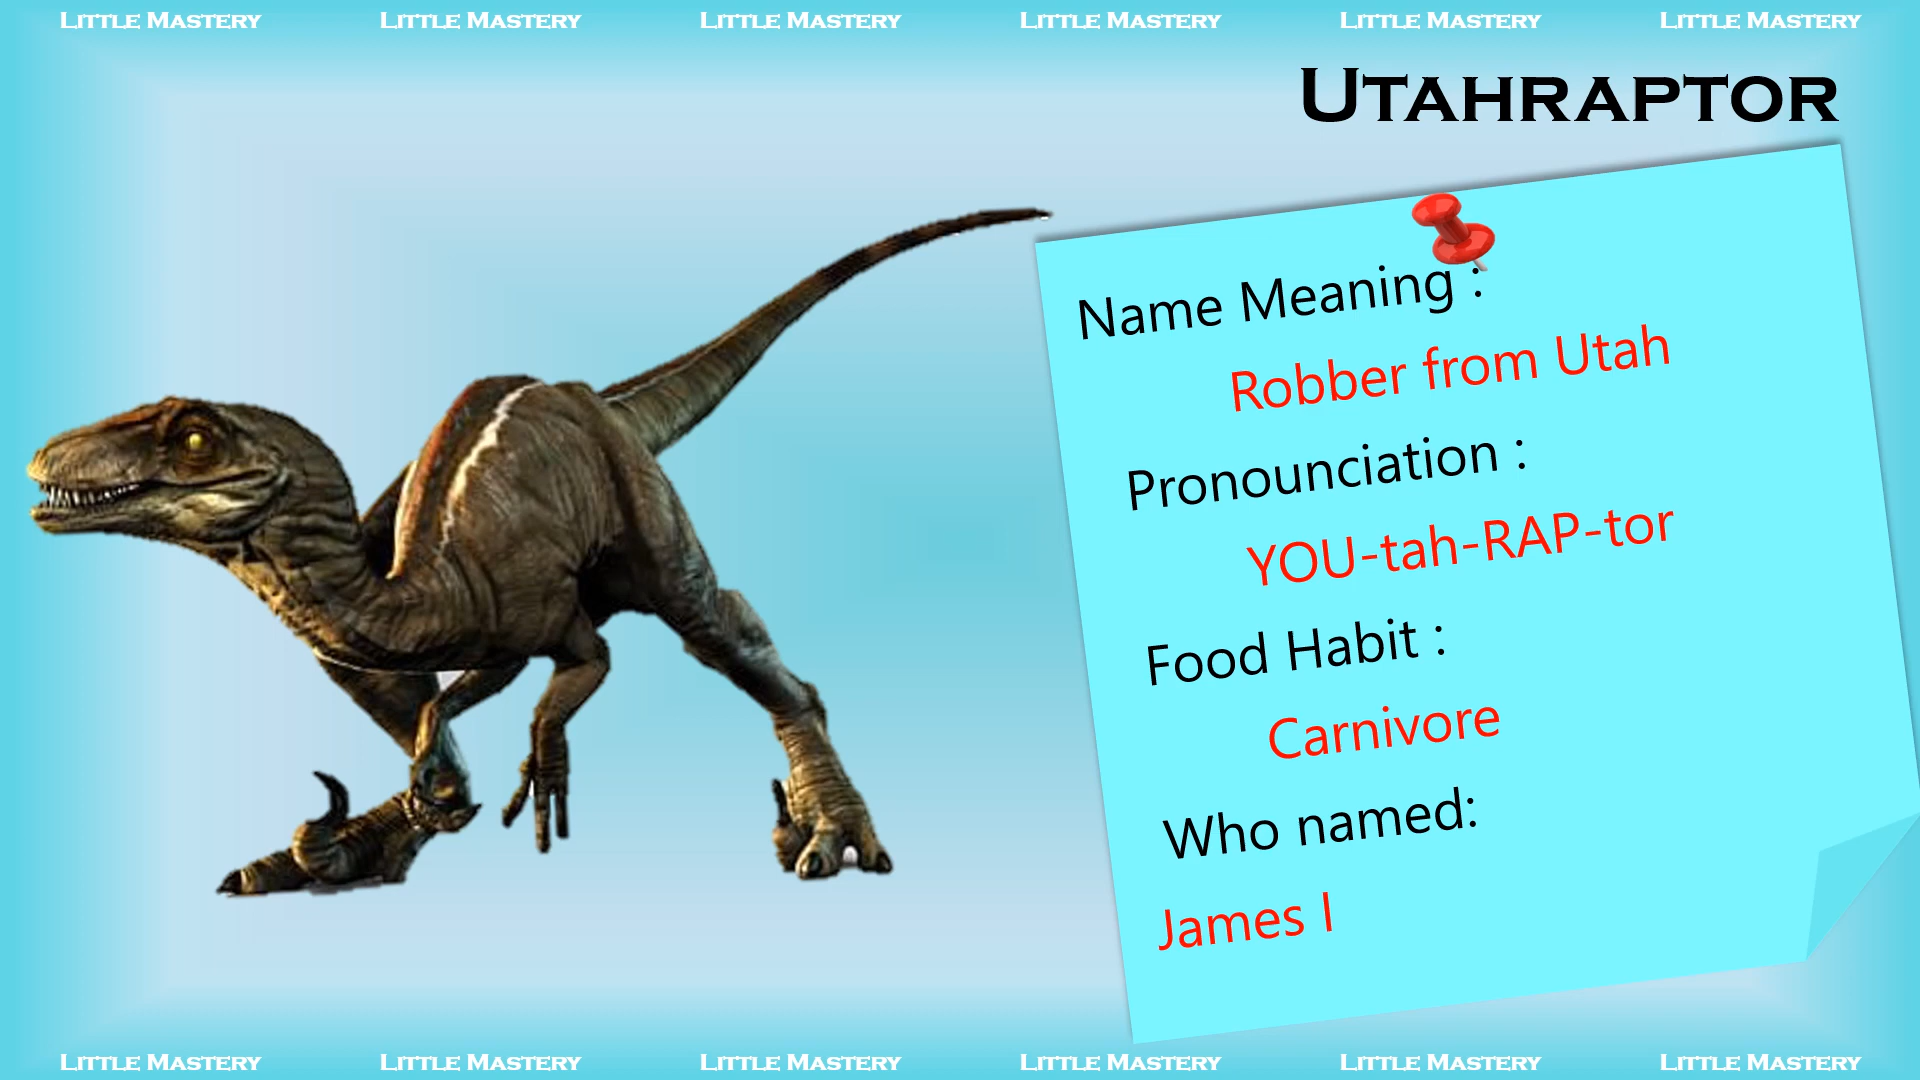 Little Mastery Little Mastery Little Mastery Little Mastery Little Mastery Little Mastery
Utahraptor
Name Meaning :
Robber from Utah
Pronounciation :
YOU-tah-RAP-tor
Food Habit :
Carnivore
Who named:
James I
Little Mastery Little Mastery Little Mastery Little Mastery Little Mastery Little Mastery